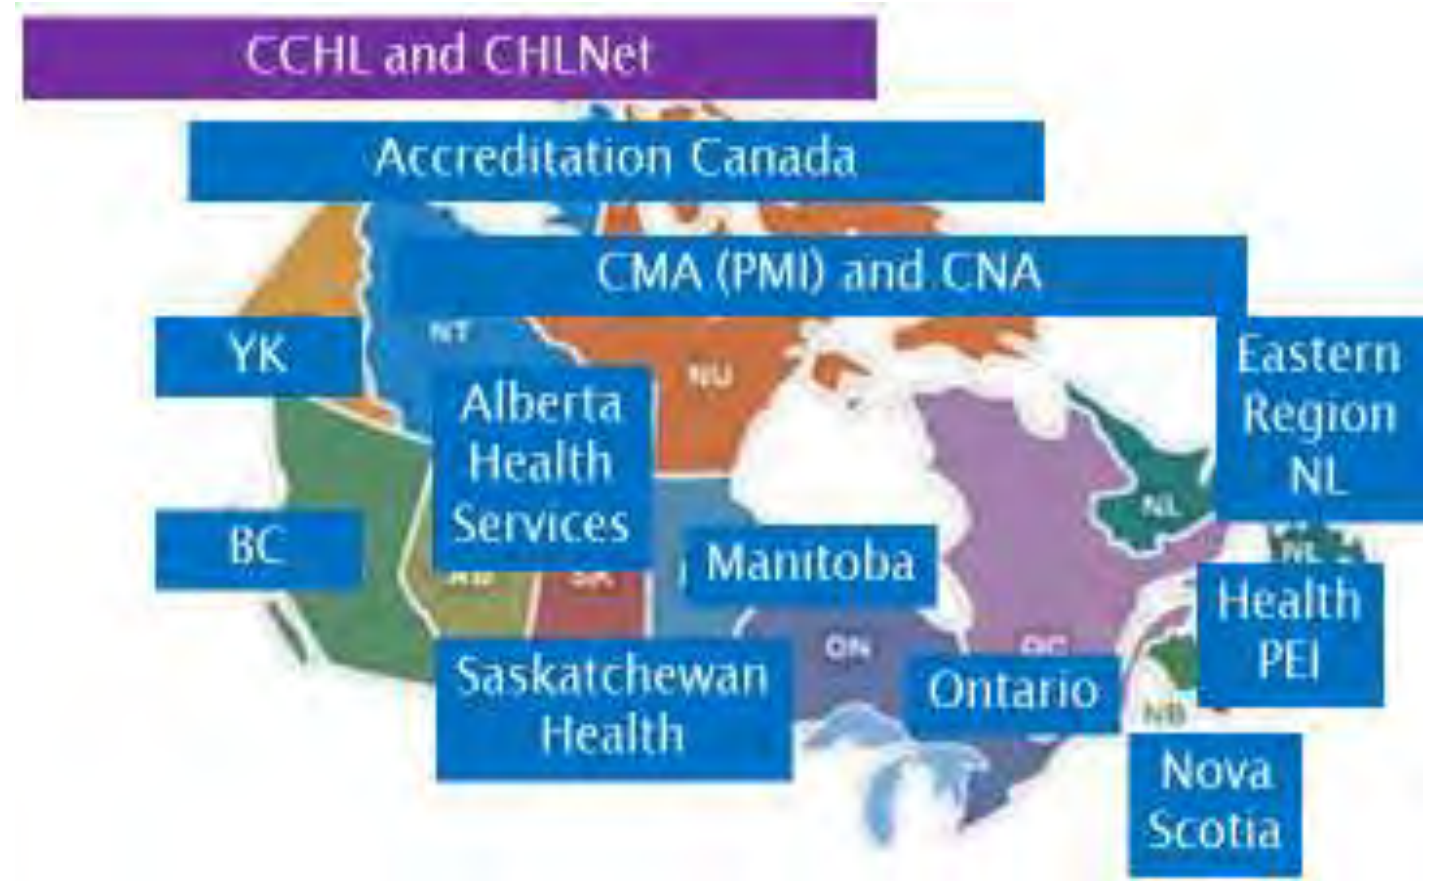 CCHL and CHLNet
Accreditation Canada
CMA (PMI) and CNA
YK
NT
NU
Eastern
Region
NL
Alberta
Health
Services
BC
NL
NL
AB
SK
Manitoba
Health
PEI
ON
QC
Saskatchewan
Health
Ontario
NB
Nova
Scotia